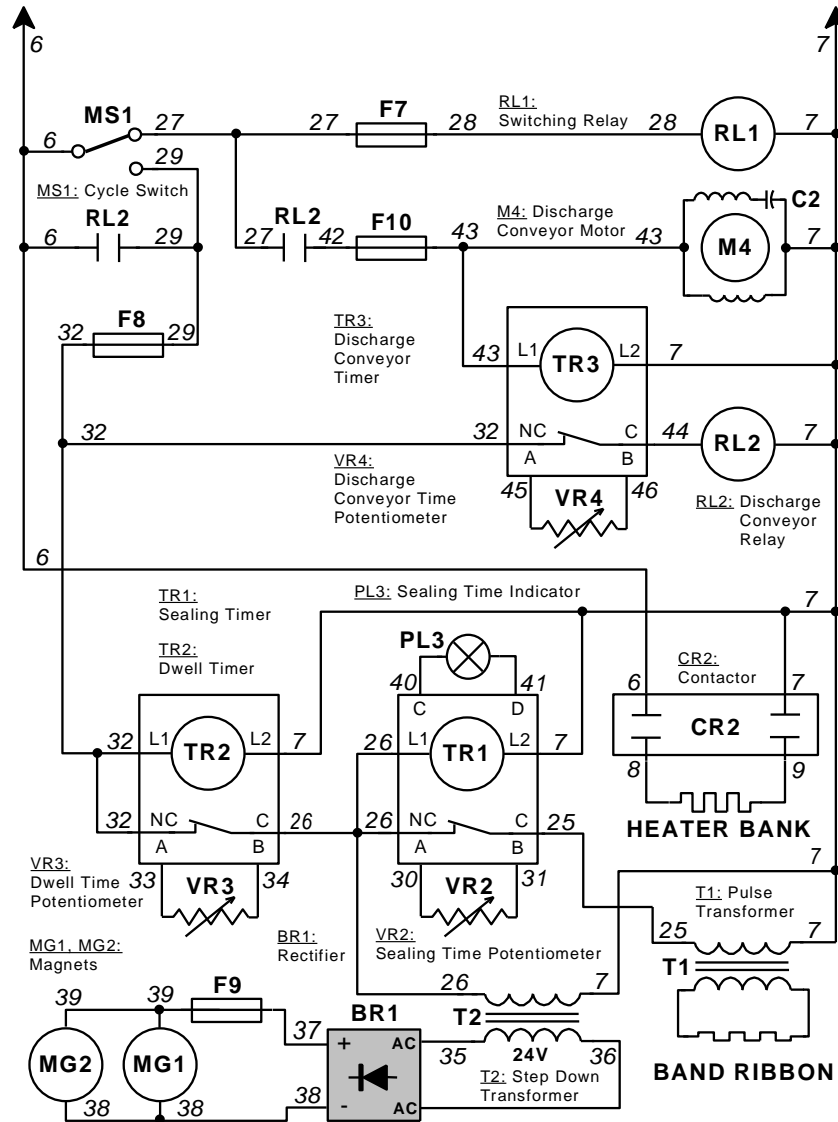 6
7
MS1
27
F7
27
28
RL1:
Switching Relay
28
RL1
7
6
29
MS1: Cycle Switch
RL2
6
29
RL2
27
42
F10
43
M4: Discharge
Conveyor Motor
43
C2
M4
7
F8
32
29
TR3:
Discharge
Conveyor
Timer
43
L1
TR3
L2
7
32
32
NC
A
C
B
44
RL2
7
VR4:
Discharge
Conveyor Time
Potentiometer
45
VR4
46
RL2: Discharge
Conveyor
Relay
6
TR1:
Sealing Timer
PL3: Sealing Time Indicator
7
TR2:
Dwell Timer
PL3
40
41
C
D
CR2:
Contactor
6
7
CR2
8
9
HEATER BANK
32
L1
TR2
L2
7
26
L1
TR1
L2
7
32
NC
A
C
B
26
26
NC
A
C
B
25
VR3:
Dwell Time
Potentiometer
33
VR3
34
30
VR2
31
7
T1: Pulse
Transformer
MG1, MG2:
Magnets
BR1:
Rectifier
VR2:
Sealing Time Potentiometer
25
7
T1
39
39
F9
37
BR1
26
7
T2
MG2
MG1
+
AC
35
24V
36
38
38
38
-
AC
T2: Step Down
Transformer
BAND RIBBON